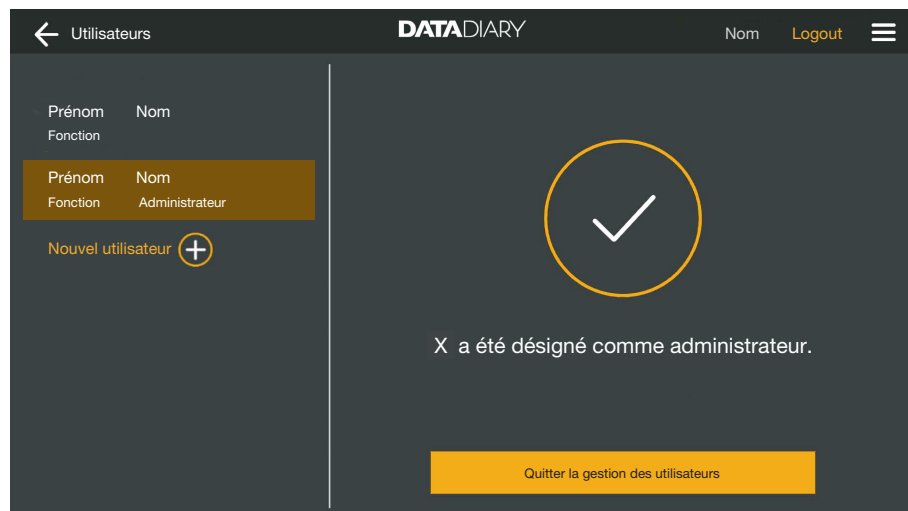 Utilisateurs
DATADIARY
Nom Logout
Prénom Nom
Fonction
Prénom Nom
Fonction Administrateur
Nouvel utilisateur
X a été désigné comme administrateur.
Quitter la gestion des utilisateurs